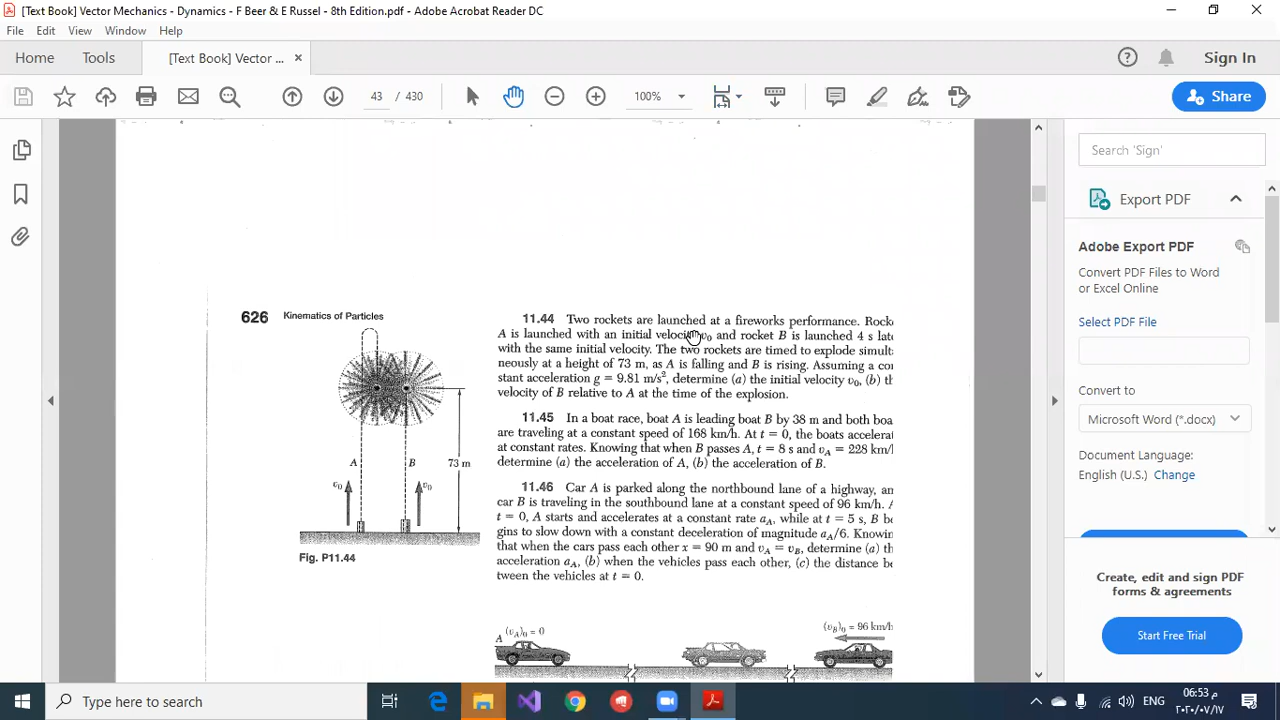 [Text Book] Vector Mechanics - Dynamics - F Beer & E Russel - 8th Edition.pdf - Adobe Acrobat Reader DC
File Edit View Window Help
Home Tools [Text Book] Vector ... × Sign In
43 / 430 100% Share
Search 'Sign'
Export PDF
Adobe Export PDF
Convert PDF Files to Word
or Excel Online
Select PDF File
Convert to
Microsoft Word (*.docx)
Document Language:
English (U.S.) Change
Create, edit and sign PDF
forms & agreements
Start Free Trial
626 Kinematics of Particles
A B 73 m
v₀ v₀
Fig. P11.44
11.44 Two rockets are launched at a fireworks performance. Rock
A is launched with an initial velocity v₀ and rocket B is launched 4 s late
with the same initial velocity. The two rockets are timed to explode simult
neously at a height of 73 m, as A is falling and B is rising. Assuming a co
stant acceleration g = 9.81 m/s², determine (a) the initial velocity v₀, (b) th
velocity of B relative to A at the time of the explosion.
11.45 In a boat race, boat A is leading boat B by 38 m and both boa
are traveling at a constant speed of 168 km/h. At t = 0, the boats accelerat
at constant rates. Knowing that when B passes A, t = 8 s and vA = 228 km/
determine (a) the acceleration of A, (b) the acceleration of B.
11.46 Car A is parked along the northbound lane of a highway, an
car B is traveling in the southbound lane at a constant speed of 96 km/h. A
t = 0, A starts and accelerates at a constant rate aA, while at t = 5 s, B be
gins to slow down with a constant deceleration of magnitude aA/6. Knowin
that when the cars pass each other x = 90 m and vA = vB, determine (a) th
acceleration aA, (b) when the vehicles pass each other, (c) the distance be
tween the vehicles at t = 0.
(vA)₀ = 0 (vB)₀ = 96 km/h
A
Type here to search
ENG 06:53 م
٢٠٢٠/٠٧/١٧